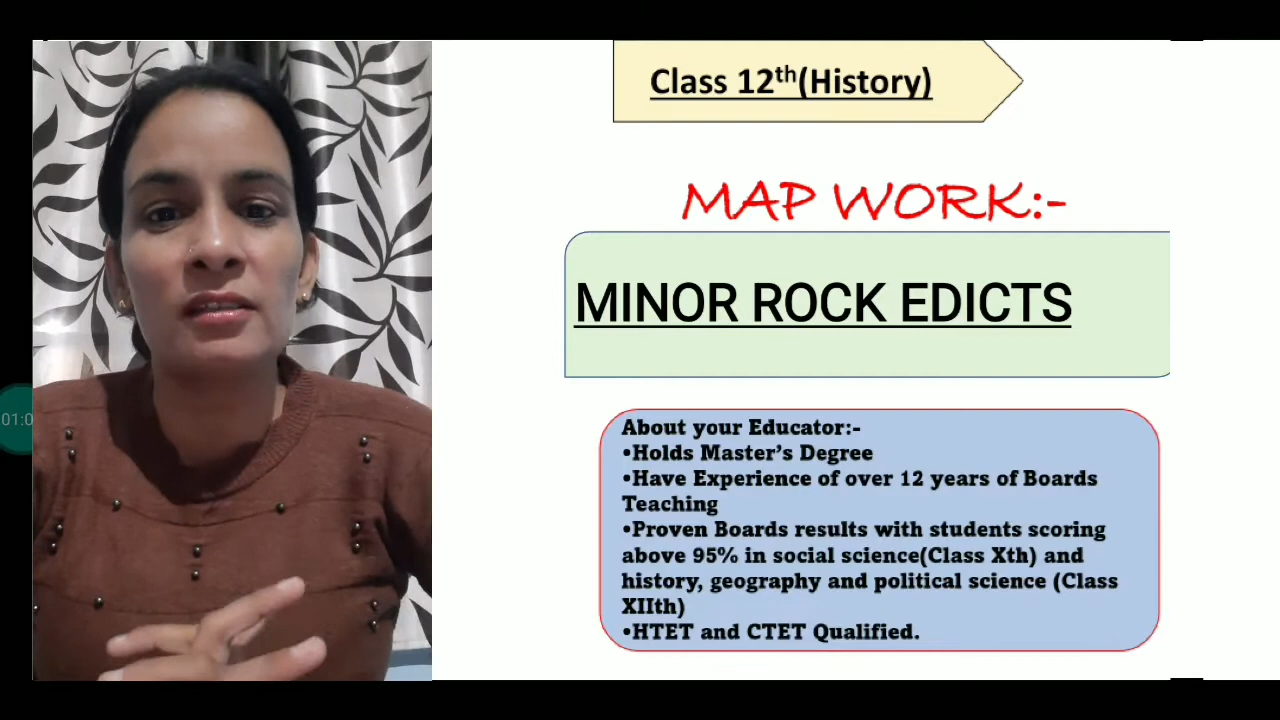 Class 12th(History)
MAP WORK:-
MINOR ROCK EDICTS
About your Educator:-
•Holds Master's Degree
•Have Experience of over 12 years of Boards
Teaching
•Proven Boards results with students scoring
above 95% in social science(Class Xth) and
history, geography and political science (Class
XIIth)
•HTET and CTET Qualified.
01:0